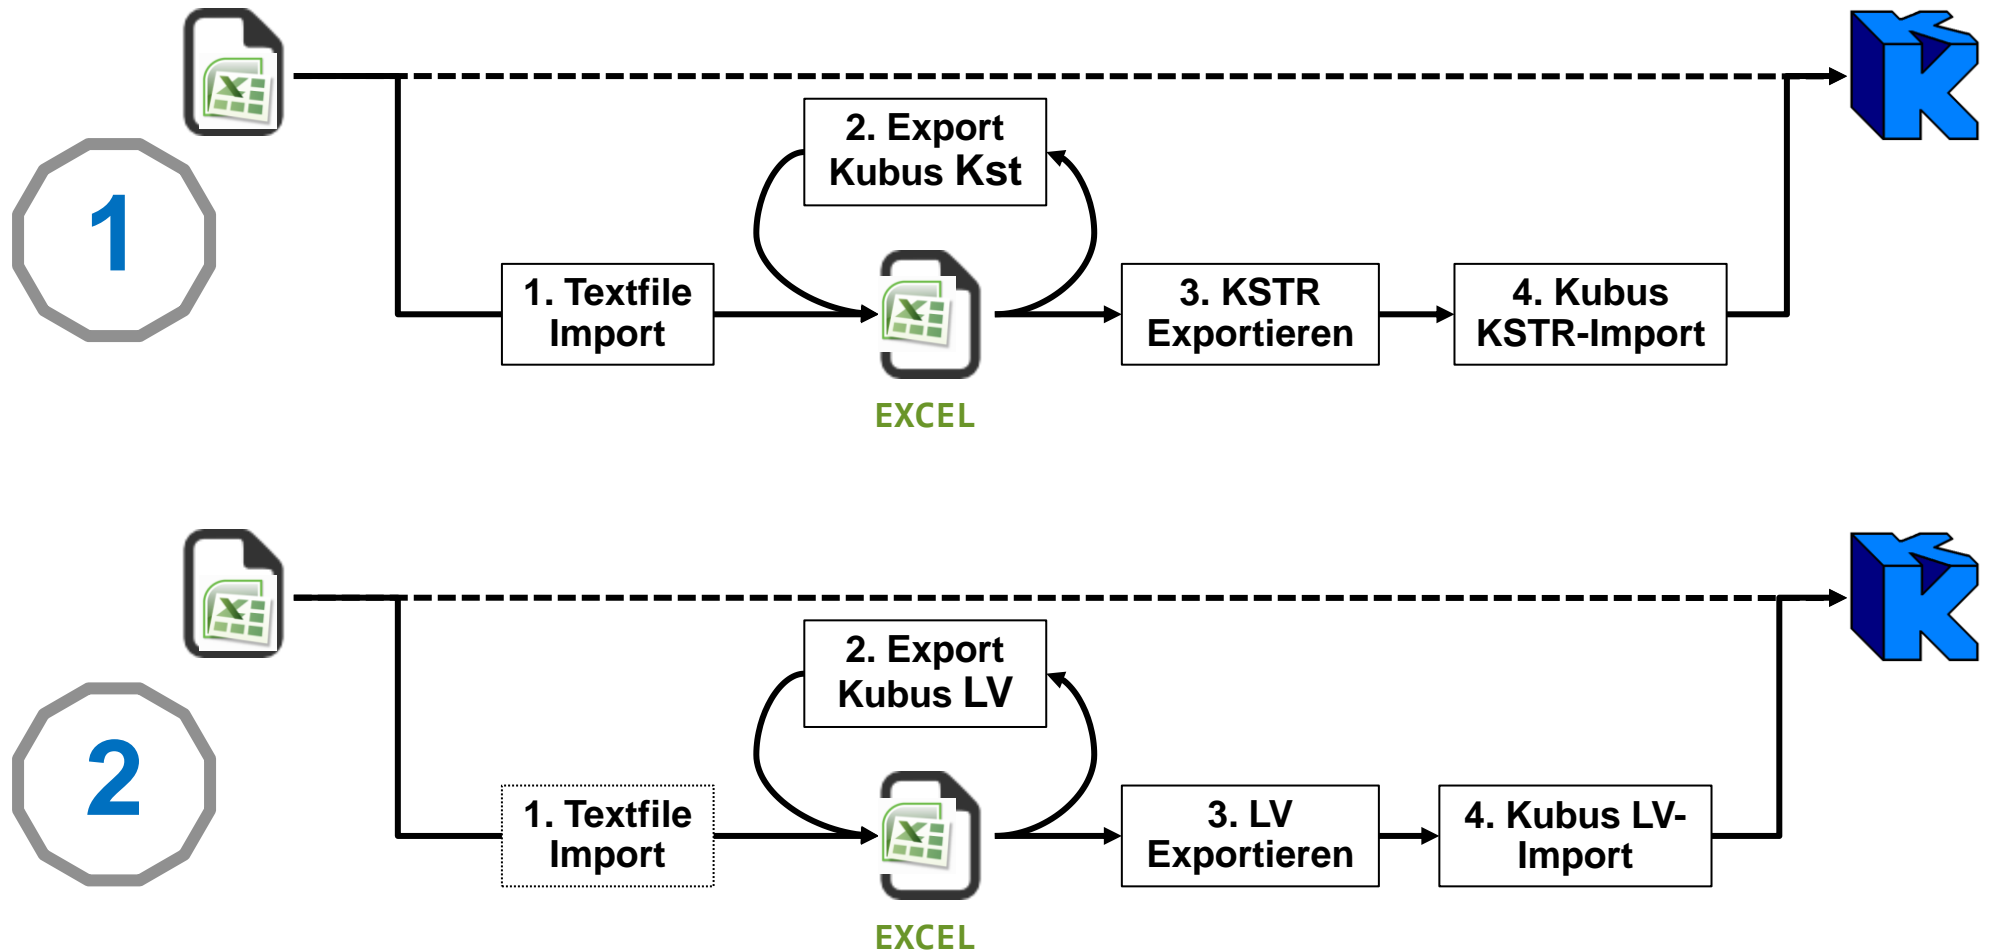 1
2. Export
Kubus Kst
1. Textfile
Import
EXCEL
3. KSTR
Exportieren
4. Kubus
KSTR-Import
2
2. Export
Kubus LV
1. Textfile
Import
EXCEL
3. LV
Exportieren
4. Kubus LV-
Import